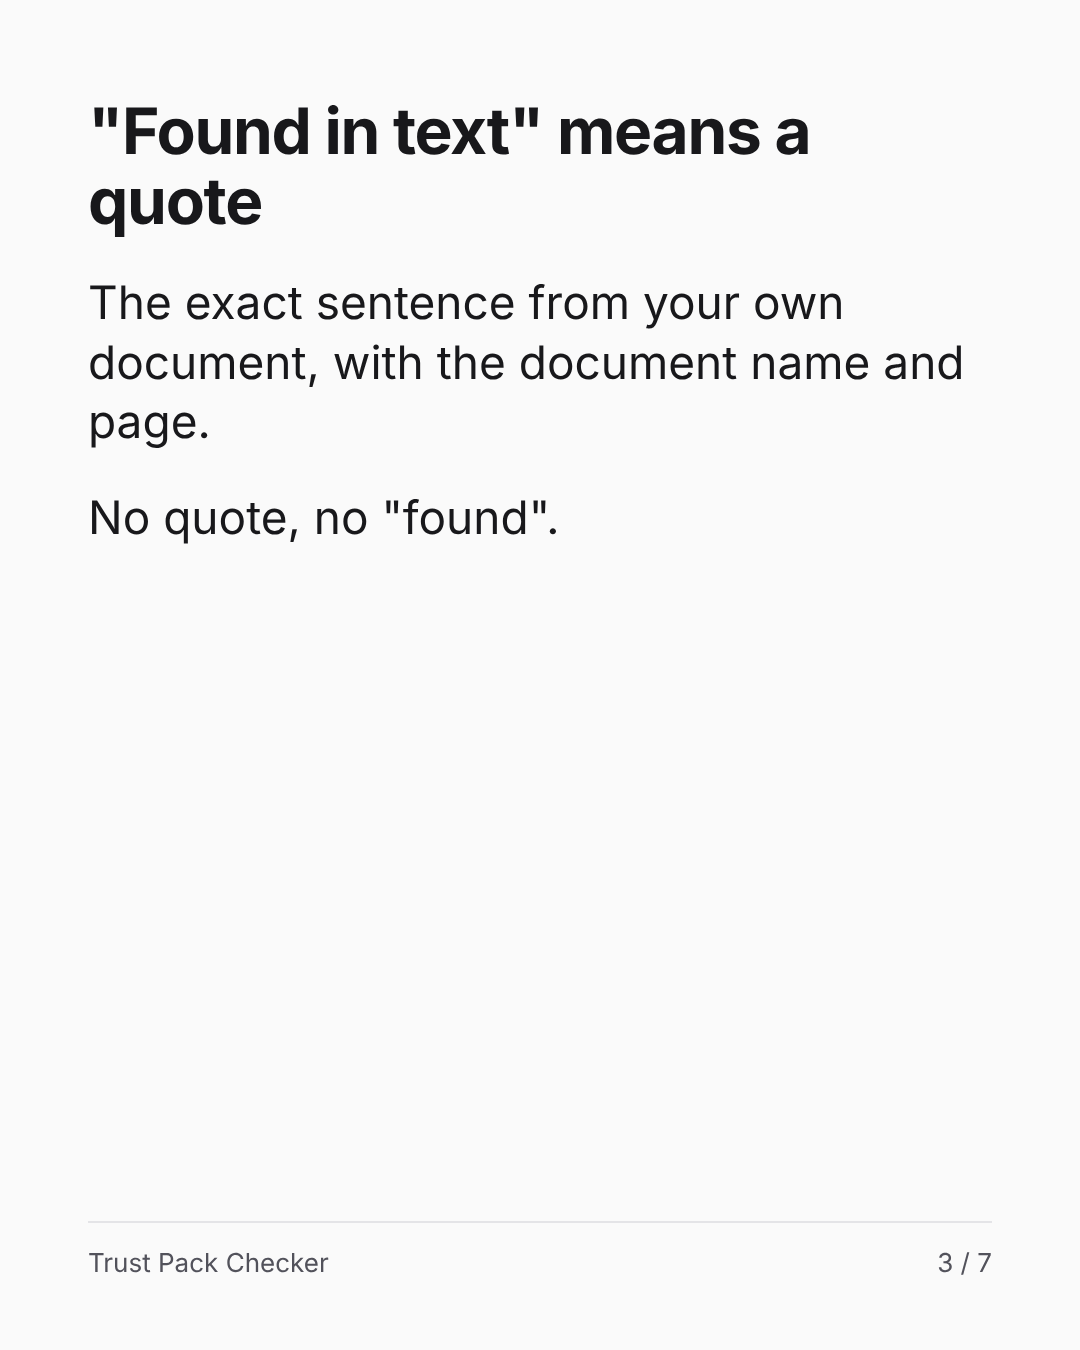 "Found in text" means a
quote
The exact sentence from your own
document, with the document name and
page.
No quote, no "found".
Trust Pack Checker
3 / 7